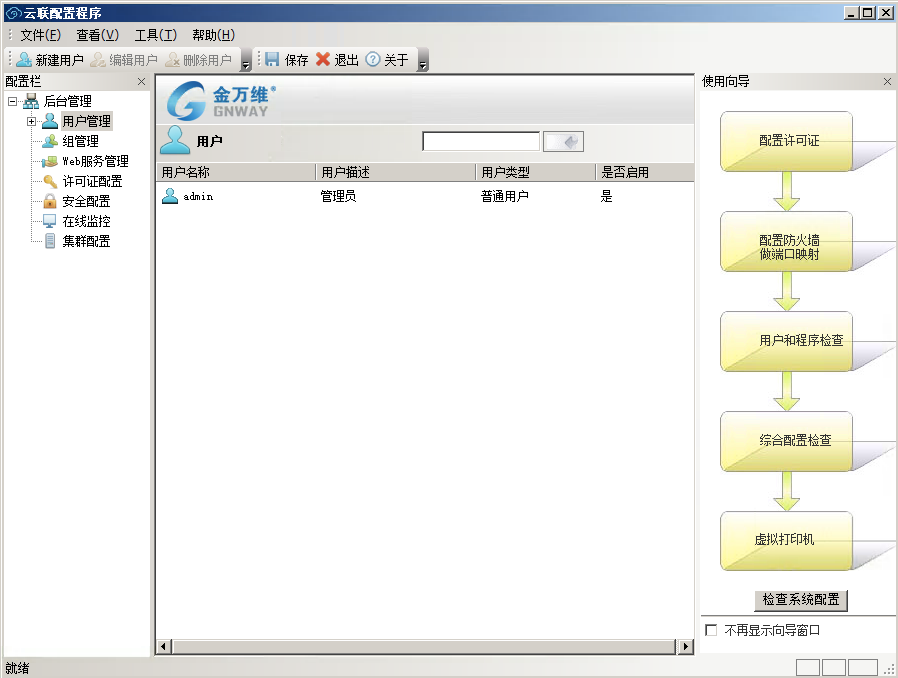 云联配置程序
文件(F) 查看(V) 工具(T) 帮助(H)
新建用户 编辑用户 删除用户 保存 退出 关于
配置栏
后台管理
用户管理
组管理
Web服务管理
许可证配置
安全配置
在线监控
集群配置
金万维®
GNWAY
用户
用户名称 用户描述 用户类型 是否启用
admin 管理员 普通用户 是
使用向导
配置许可证
配置防火墙
做端口映射
用户和程序检查
综合配置检查
虚拟打印机
检查系统配置
不再显示向导窗口
就绪